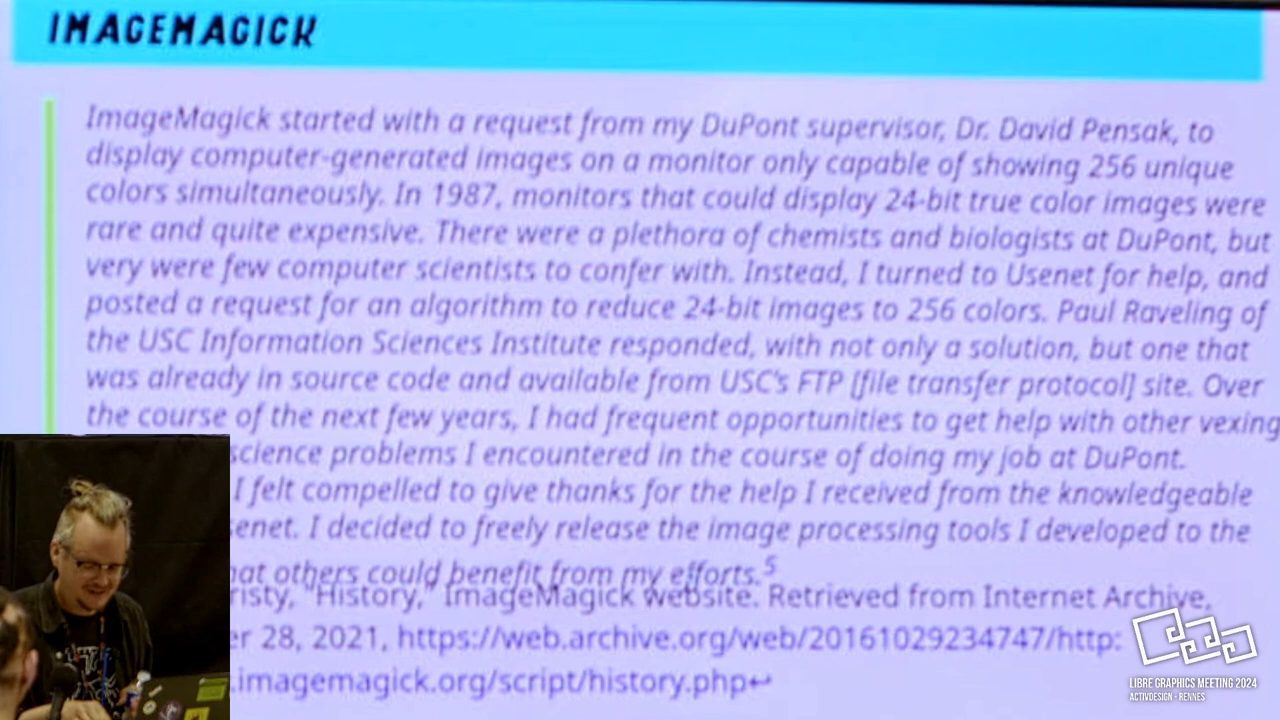 IMAGEMAGICK
ImageMagick started with a request from my DuPont supervisor, Dr. David Pensak, to
display computer-generated images on a monitor only capable of showing 256 unique
colors simultaneously. In 1987, monitors that could display 24-bit true color images were
rare and quite expensive. There were a plethora of chemists and biologists at DuPont, but
very were few computer scientists to confer with. Instead, I turned to Usenet for help, and
posted a request for an algorithm to reduce 24-bit images to 256 colors. Paul Raveling of
the USC Information Sciences Institute responded, with not only a solution, but one that
was already in source code and available from USC's FTP [file transfer protocol] site. Over
the course of the next few years, I had frequent opportunities to get help with other vexing
science problems I encountered in the course of doing my job at DuPont.
I felt compelled to give thanks for the help I received from the knowledgeable
senet. I decided to freely release the image processing tools I developed to the
hat others could benefit from my efforts.5
risty, "History," ImageMagick website. Retrieved from Internet Archive,
er 28, 2021, https://web.archive.org/web/20161029234747/http:
.imagemagick.org/script/history.php↩
LIBRE GRAPHICS MEETING 2024
ACTIVDESIGN - RENNES